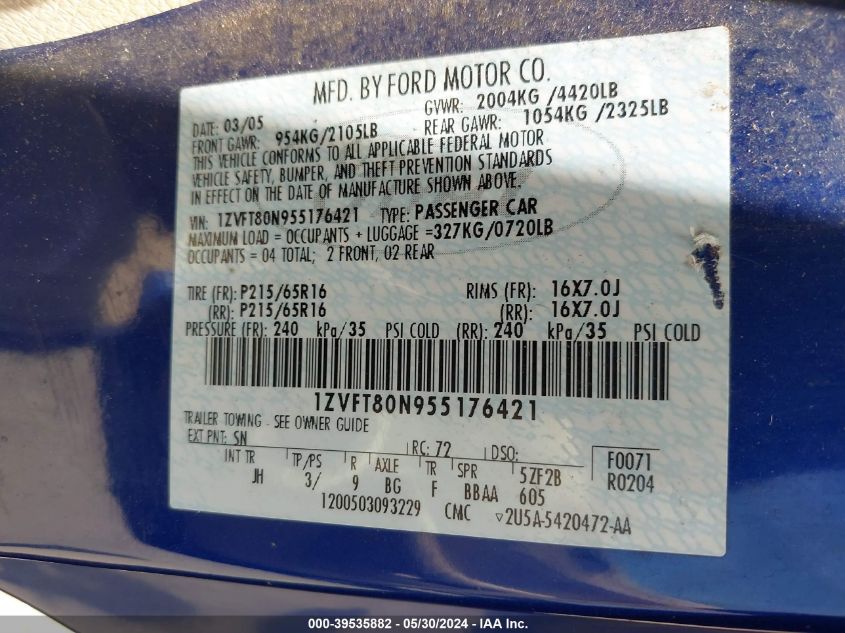 MFD. BY FORD MOTOR CO.
DATE: 03/05 GVWR: 2004KG /4420LB
FRONT GAWR: 954KG/2105LB REAR GAWR: 1054KG /2325LB
THIS VEHICLE CONFORMS TO ALL APPLICABLE FEDERAL MOTOR
VEHICLE SAFETY, BUMPER, AND THEFT PREVENTION STANDARDS
IN EFFECT ON THE DATE OF MANUFACTURE SHOWN ABOVE.
VIN: 1ZVFT80N955176421 TYPE: PASSENGER CAR
MAXIMUM LOAD = OCCUPANTS + LUGGAGE =327KG/0720LB
OCCUPANTS = 04 TOTAL; 2 FRONT, 02 REAR
TIRE (FR): P215/65R16 RIMS (FR): 16X7.0J
(RR): P215/65R16 (RR): 16X7.0J
PRESSURE (FR): 240 kPa/35 PSI COLD (RR): 240 kPa/35 PSI COLD
1ZVFT80N955176421
TRAILER TOWING - SEE OWNER GUIDE
EXT PNT: SN RC: 72 DSO: F0071
INT TR TP/PS R AXLE TR SPR 5ZF2B R0204
JH 3/ 9 BG F BBAA 605
1200503093229 CMC ▽2U5A-5420472-AA
000-39535882 - 05/30/2024 - IAA Inc.